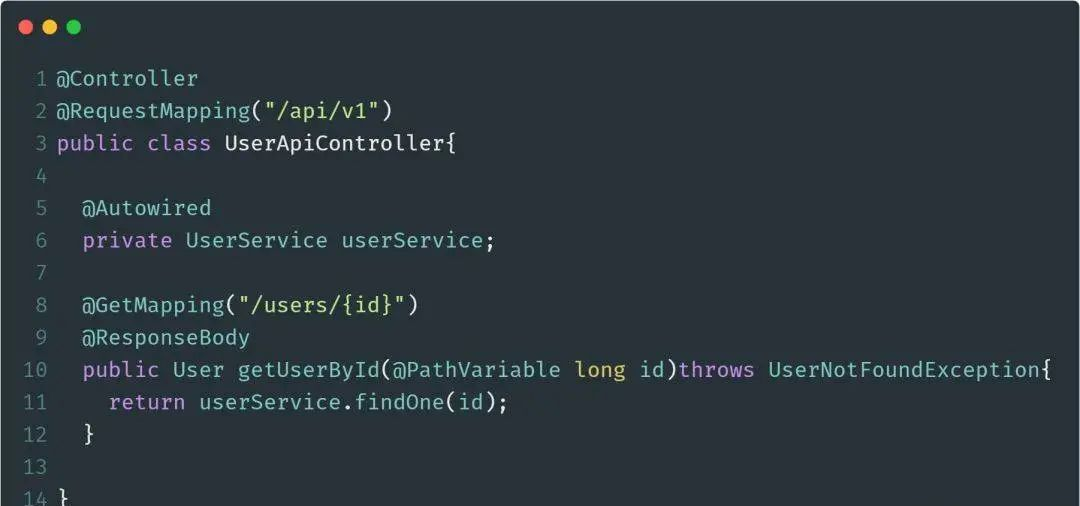 1 @Controller
2 @RequestMapping("/api/v1")
3 public class UserApiController{
4
5   @Autowired
6   private UserService userService;
7
8   @GetMapping("/users/{id}")
9   @ResponseBody
10   public User getUserById(@PathVariable long id)throws UserNotFoundException{
11     return userService.findOne(id);
12   }
13
14 }